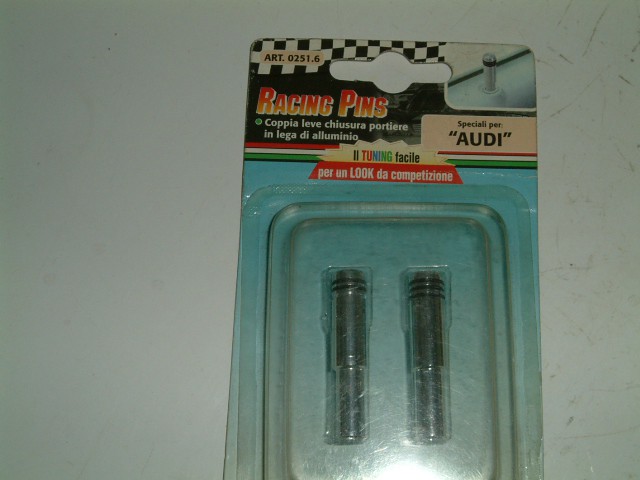 ART. 0251.6
RACING PINS
Coppia leve chiusura portiere
in lega di alluminio
Speciali per:
"AUDI"
Il TUNING facile
per un LOOK da competizione